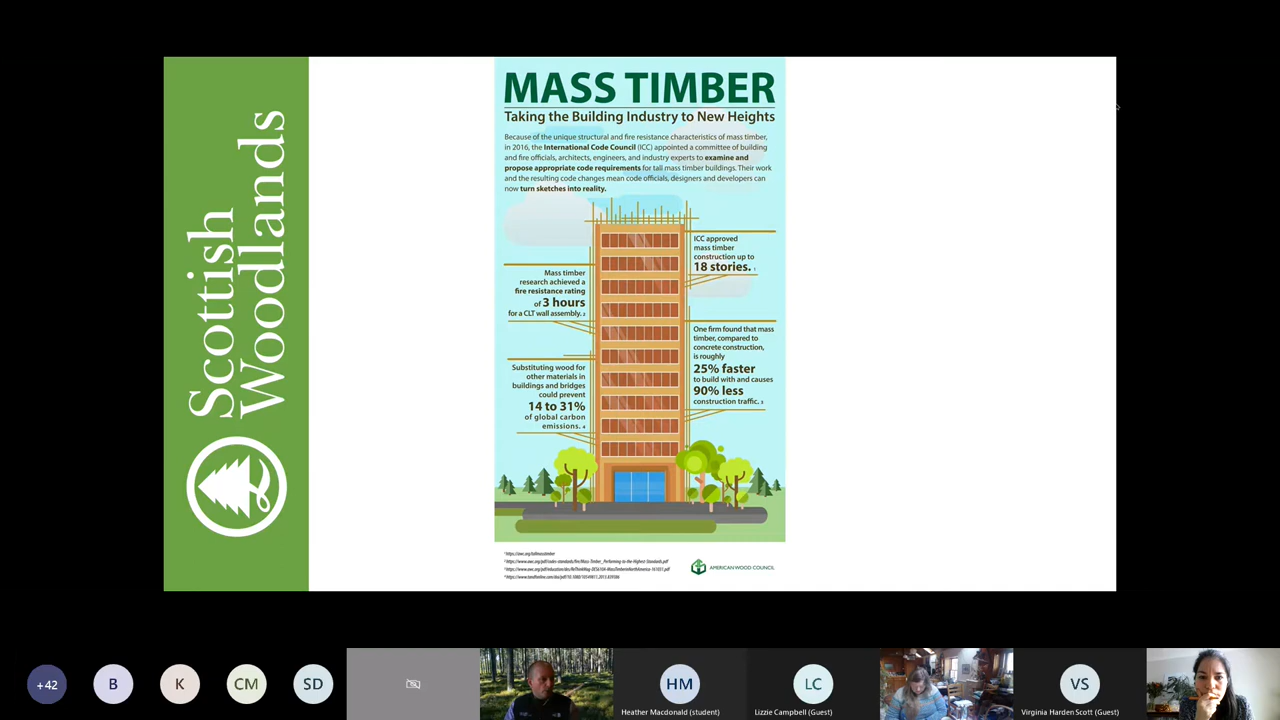 Scottish
Woodlands
MASS TIMBER
Taking the Building Industry to New Heights
Because of the unique structural and fire resistance characteristics of mass timber,
in 2016, the International Code Council (ICC) appointed a committee of building
and fire officials, architects, engineers, and industry experts to examine and
propose appropriate code requirements for tall mass timber buildings. Their work
and the resulting code changes mean code officials, designers and developers can
now turn sketches into reality.
ICC approved
mass timber
construction up to
18 stories. 1
Mass timber
research achieved a
fire resistance rating
of 3 hours
for a CLT wall assembly. 2
One firm found that mass
timber, compared to
concrete construction,
is roughly
25% faster
to build with and causes
90% less
construction traffic. 3
Substituting wood for
other materials in
buildings and bridges
could prevent
14 to 31%
of global carbon
emissions. 4
AMERICAN WOOD COUNCIL
+42
B
K
CM
SD
HM
Heather Macdonald (student)
LC
Lizzie Campbell (Guest)
VS
Virginia Harden Scott (Guest)